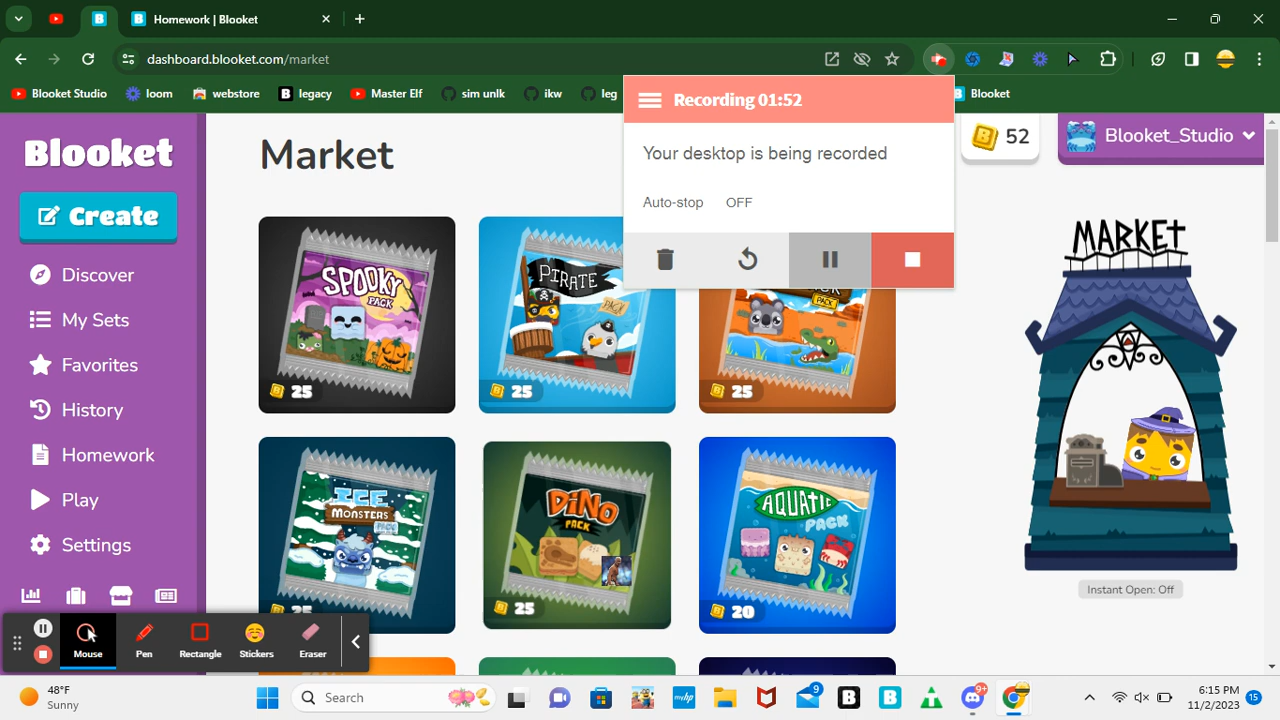 Homework | Blooket
dashboard.blooket.com/market
Blooket Studio
loom
webstore
legacy
Master Elf
sim unlk
ikw
leg
Blooket
Recording 01:52
Your desktop is being recorded
Auto-stop OFF
Blooket
Create
Discover
My Sets
Favorites
History
Homework
Play
Settings
Market
52
Blooket_Studio
SPOOKY
PACK
25
PIRATE
PACK
25
PACK
25
ICE
MONSTERS
25
DINO
PACK
25
AQUATIC
PACK
20
MARKET
Instant Open: Off
Mouse
Pen
Rectangle
Stickers
Eraser
48°F
Sunny
Search
myhp
9
9+
6:15 PM
11/2/2023
15